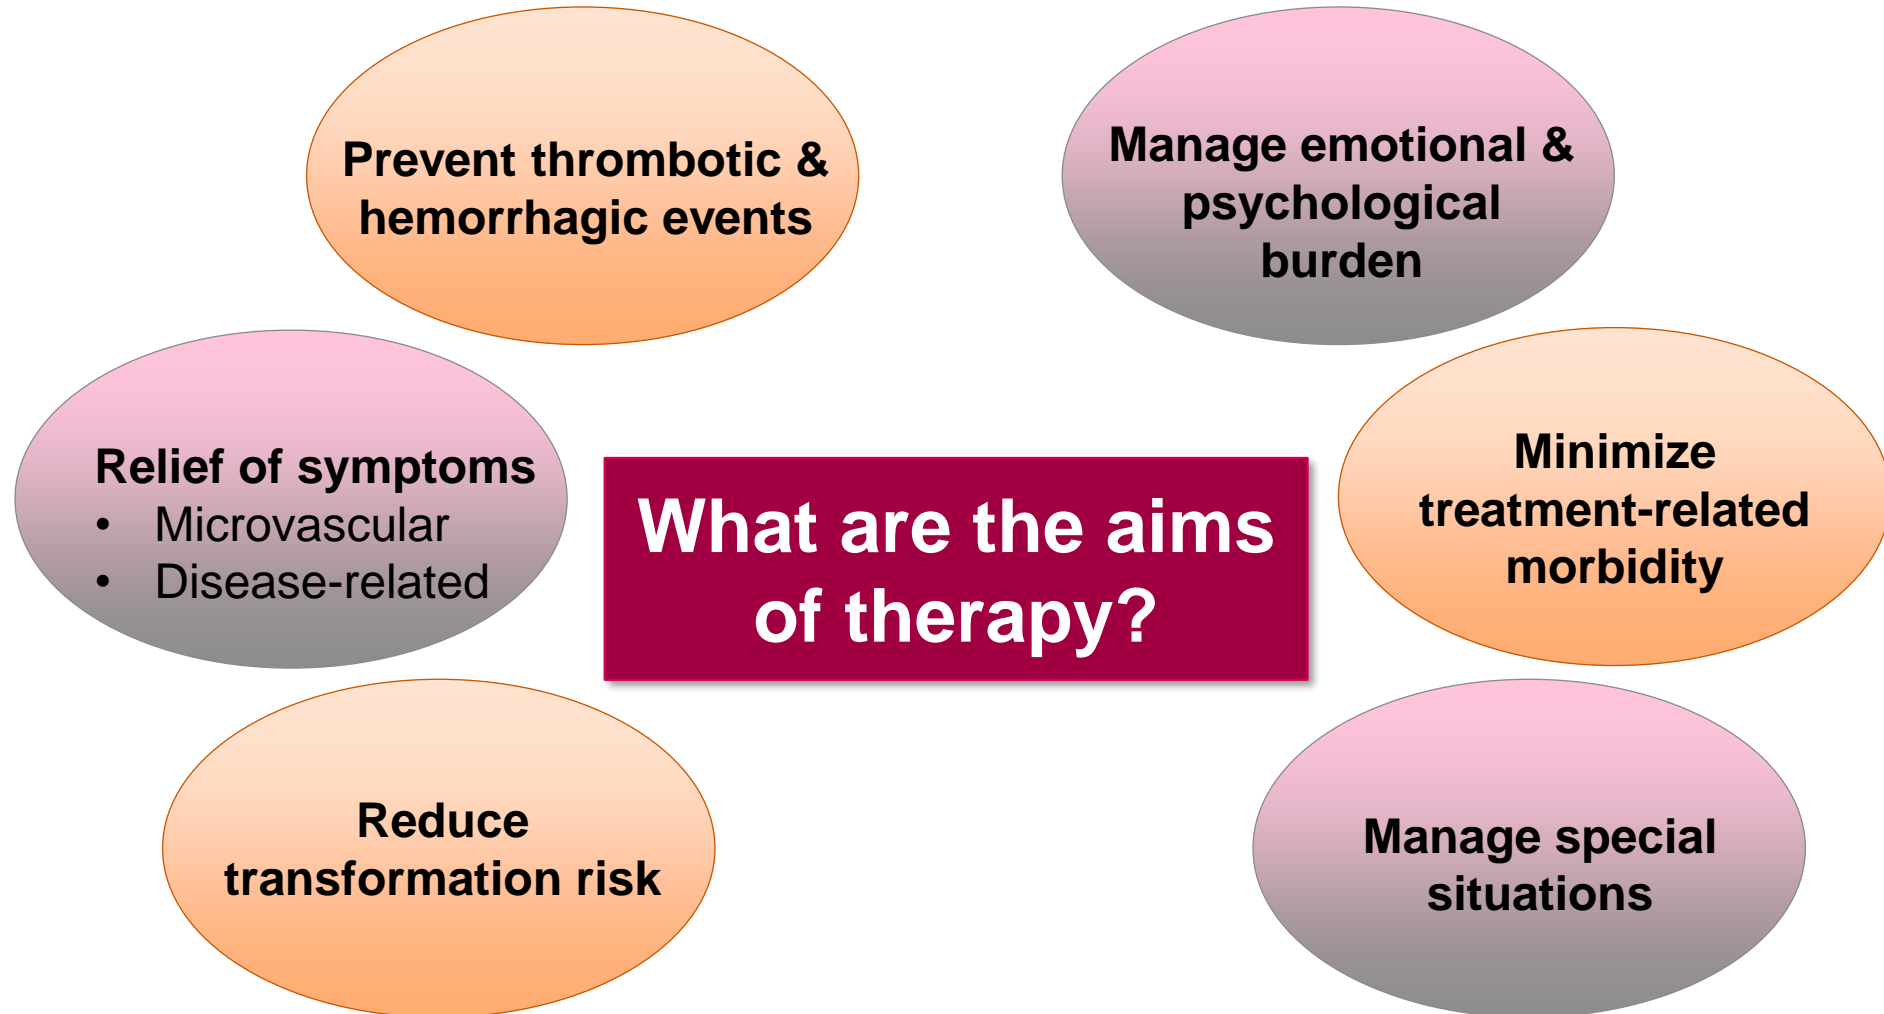 Prevent thrombotic &
hemorrhagic events
Manage emotional &
psychological
burden
Relief of symptoms
• Microvascular
• Disease-related
What are the aims
of therapy?
Minimize
treatment-related
morbidity
Reduce
transformation risk
Manage special
situations